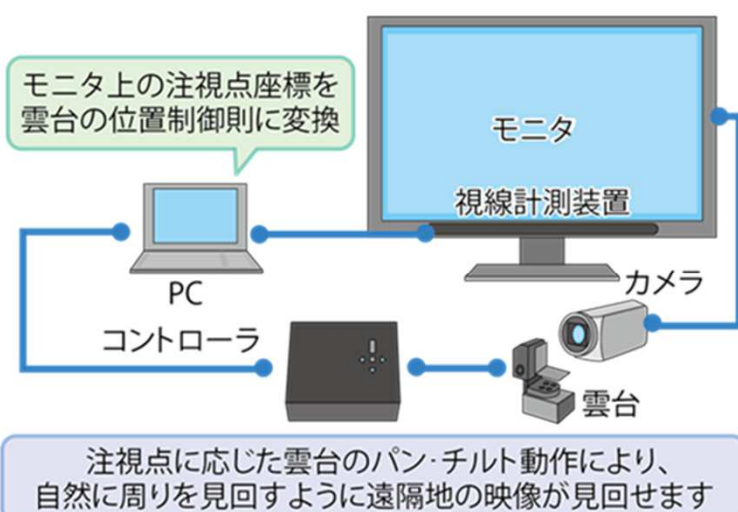 モニタ上の注視点座標を
雲台の位置制御則に変換
モニタ
視線計測装置
PC
カメラ
コントローラ
雲台
注視点に応じた雲台のパン・チルト動作により、
自然に周りを見回すように遠隔地の映像が見回せます